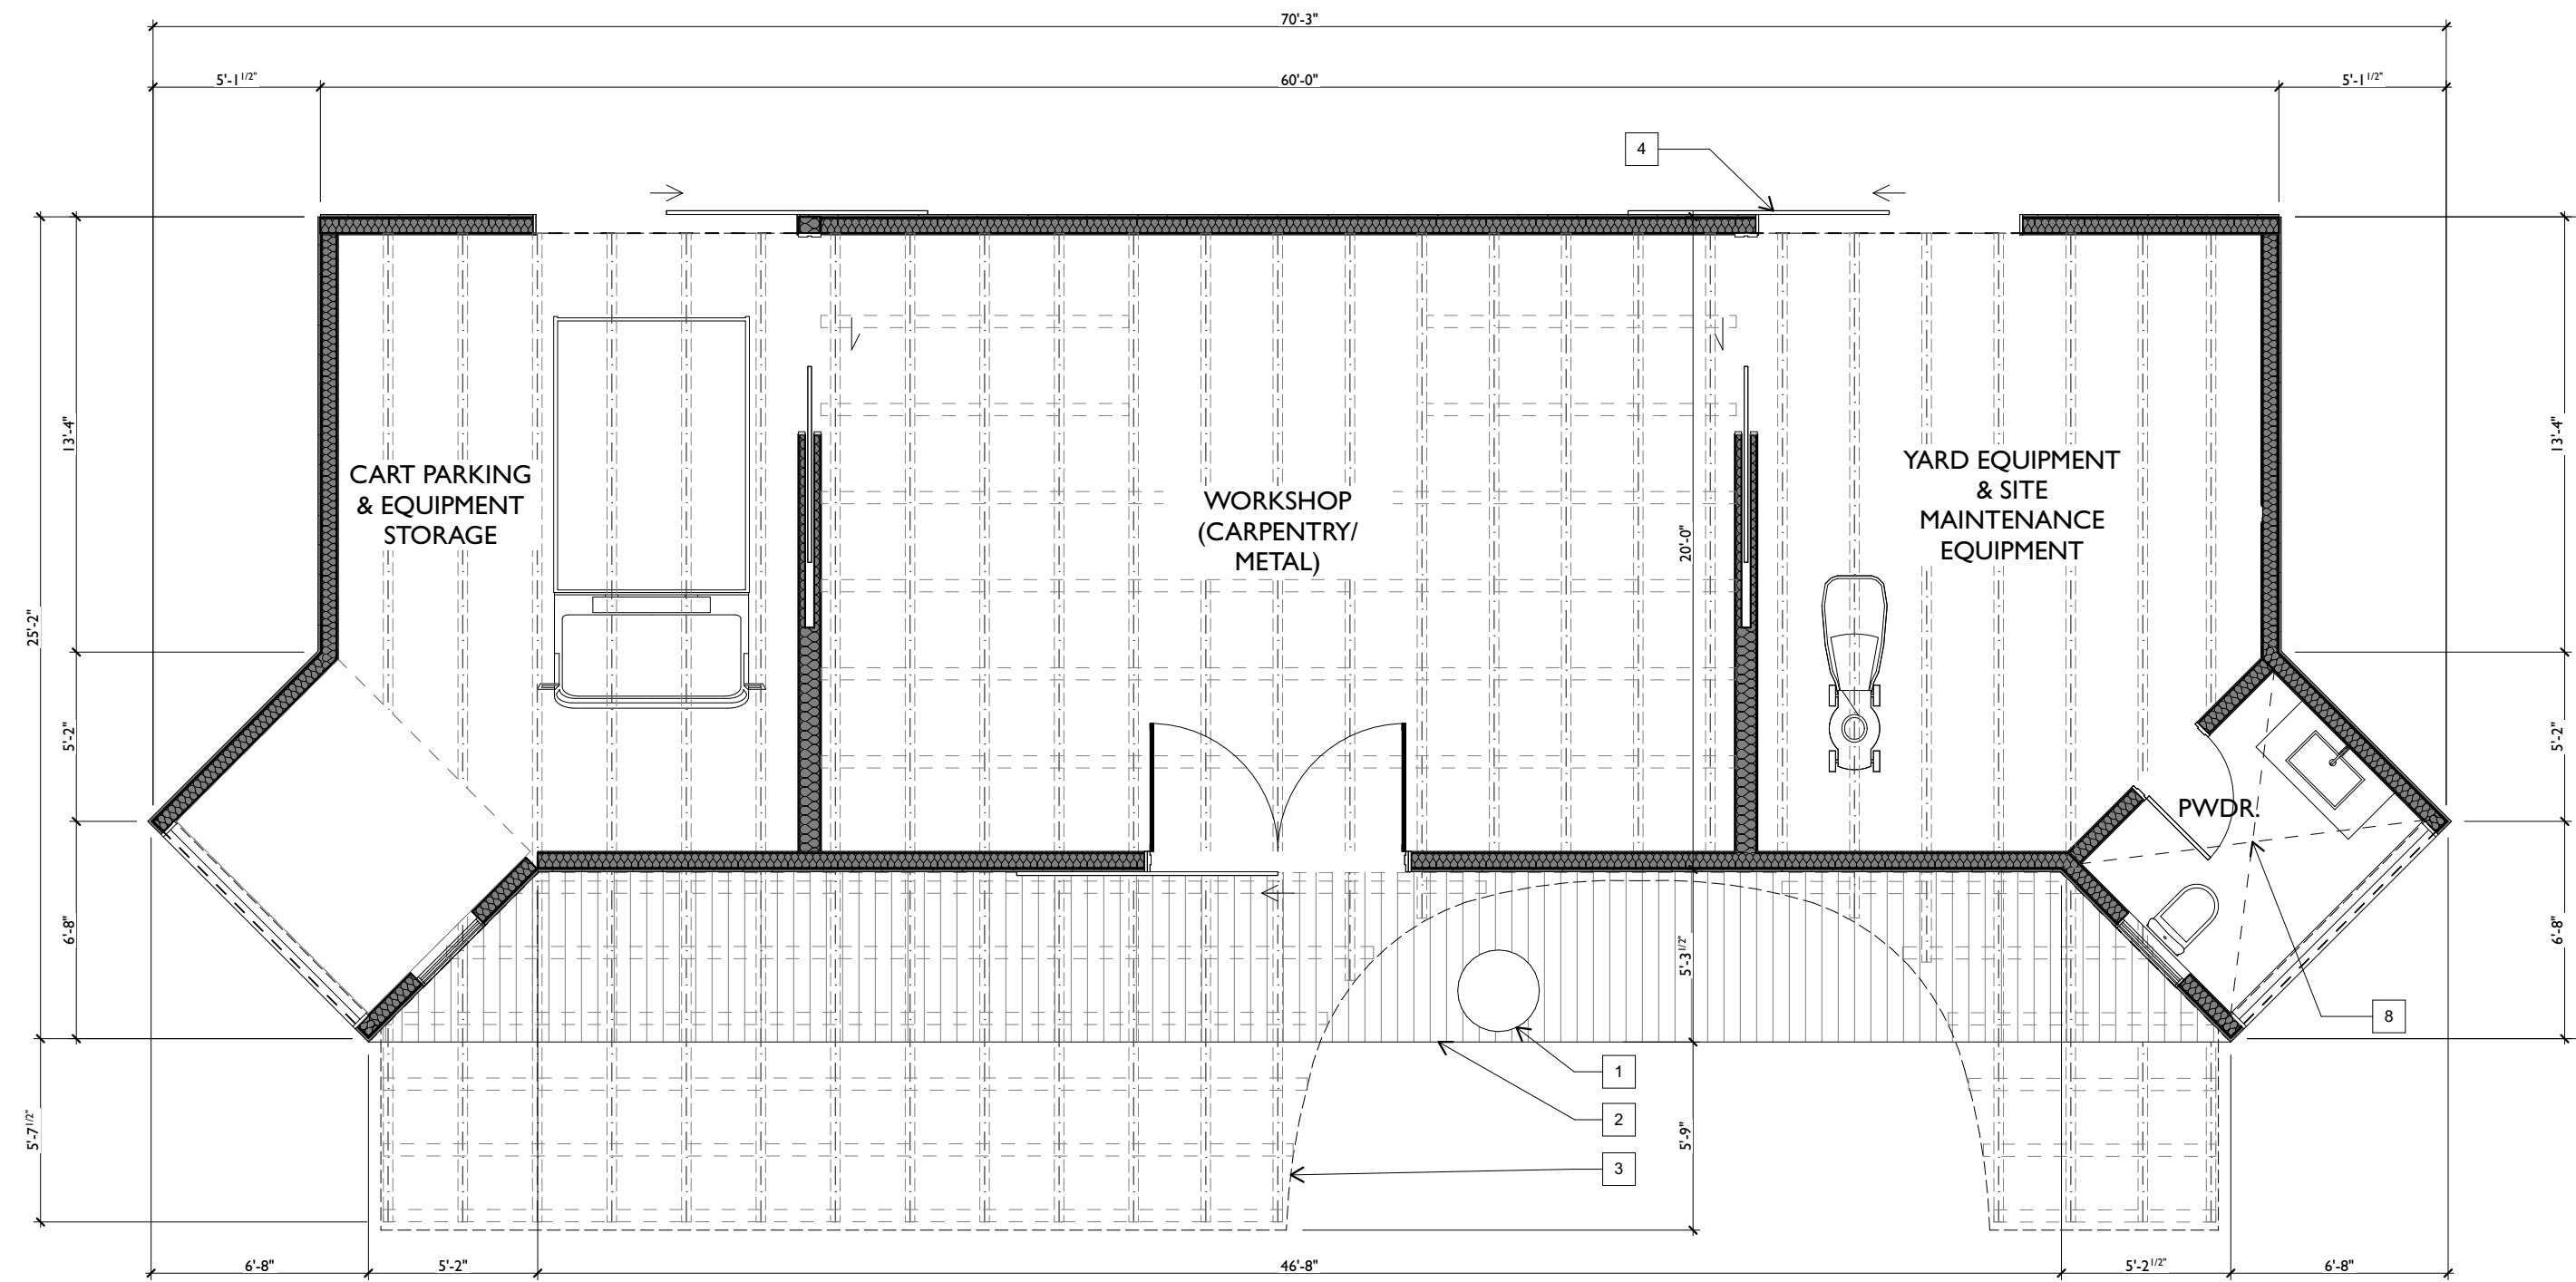 70'-3"
5'-1 1/2"
60'-0"
5'-1 1/2"
4
13'-4"
13'-4"
CART PARKING
& EQUIPMENT
STORAGE
WORKSHOP
(CARPENTRY/
METAL)
YARD EQUIPMENT
& SITE
MAINTENANCE
EQUIPMENT
20'-0"
25'-2"
5'-2"
5'-2"
PWDR.
6'-8"
5'-3 1/2"
6'-8"
8
1
2
5'-7 1/2"
5'-9"
3
6'-8"
5'-2"
46'-8"
5'-2 1/2"
6'-8"